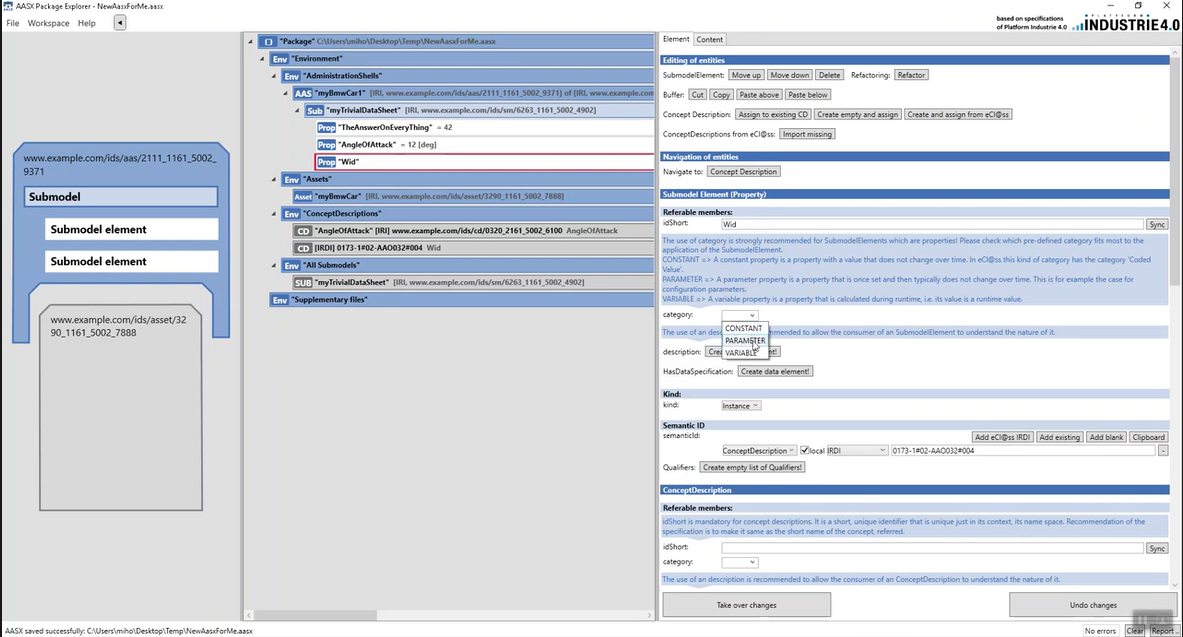 AASX Package Explorer - NewAasxForMe.aasx
File Workspace Help
based on specifications
of Platform Industrie 4.0
PLATTFORM
INDUSTRIE4.0
www.example.com/ids/aas/2111_1161_5002_
9371
Submodel
Submodel element
Submodel element
www.example.com/ids/asset/32
90_1161_5002_7888
"Package" C:\Users\miho\Desktop\Temp\NewAasxForMe.aasx
Env "Environment"
Env "AdministrationShells"
AAS "myBmwCar1" [IRI, www.example.com/ids/aas/2111_1161_5002_9371] of [IRI, www.example.com
Sub "myTrivialDataSheet" [IRI, www.example.com/ids/sm/6263_1161_5002_4902]
Prop "TheAnswerOnEveryThing" = 42
Prop "AngleOfAttack" = 12 [deg]
Prop "Wid"
Env "Assets"
Asset "myBmwCar" [IRI, www.example.com/ids/asset/3290_1161_5002_7888]
Env "ConceptDescriptions"
CD "AngleOfAttack" [IRI] www.example.com/ids/cd/0320_2161_5002_6100 AngleOfAttack
CD [IRDI] 0173-1#02-AAO032#004 Wid
Env "All Submodels"
SUB "myTrivialDataSheet" [IRI, www.example.com/ids/sm/6263_1161_5002_4902]
Env "Supplementary files"
Element Content
Editing of entities
SubmodelElement: Move up Move down Delete Refactoring: Refactor
Buffer: Cut Copy Paste above Paste below
Concept Description: Assign to existing CD Create empty and assign Create and assign from eCl@ss
ConceptDescriptions from eCl@ss: Import missing
Navigation of entities
Navigate to: Concept Description
Submodel Element (Property)
Referable members:
idShort: Wid Sync
The use of category is strongly recommended for SubmodelElements which are properties! Please check which pre-defined category fits most to the
application of the SubmodelElement.
CONSTANT => A constant property is a property with a value that does not change over time. In eCl@ss this kind of category has the category 'Coded
Value'.
PARAMETER => A parameter property is a property that is once set and then typically does not change over time. This is for example the case for
configuration parameters.
VARIABLE => A variable property is a property that is calculated during runtime, i.e. its value is a runtime value.
category:
CONSTANT
PARAMETER
VARIABLE
The use of an des mmended to allow the consumer of an SubmodelElement to understand the nature of it.
description:
HasDataSpecification: Create data element!
Kind:
kind: Instance
Semantic ID
semanticId: Add eCl@ss IRDI Add existing Add blank Clipboard
ConceptDescription local IRDI 0173-1#02-AAO032#004 -
Qualifiers: Create empty list of Qualifiers!
ConceptDescription
Referable members:
idShort is mandatory for concept descriptions. It is a short, unique identifier that is unique just in its context, its name space. Recommendation of the
specification is to make it same as the short name of the concept, referred.
idShort: Sync
category:
The use of an description is recommended to allow the consumer of an ConceptDescription to understand the nature of it.
Take over changes Undo changes
AASX saved successfully: C:\Users\miho\Desktop\Temp\NewAasxForMe.aasx
No errors Clear Report..